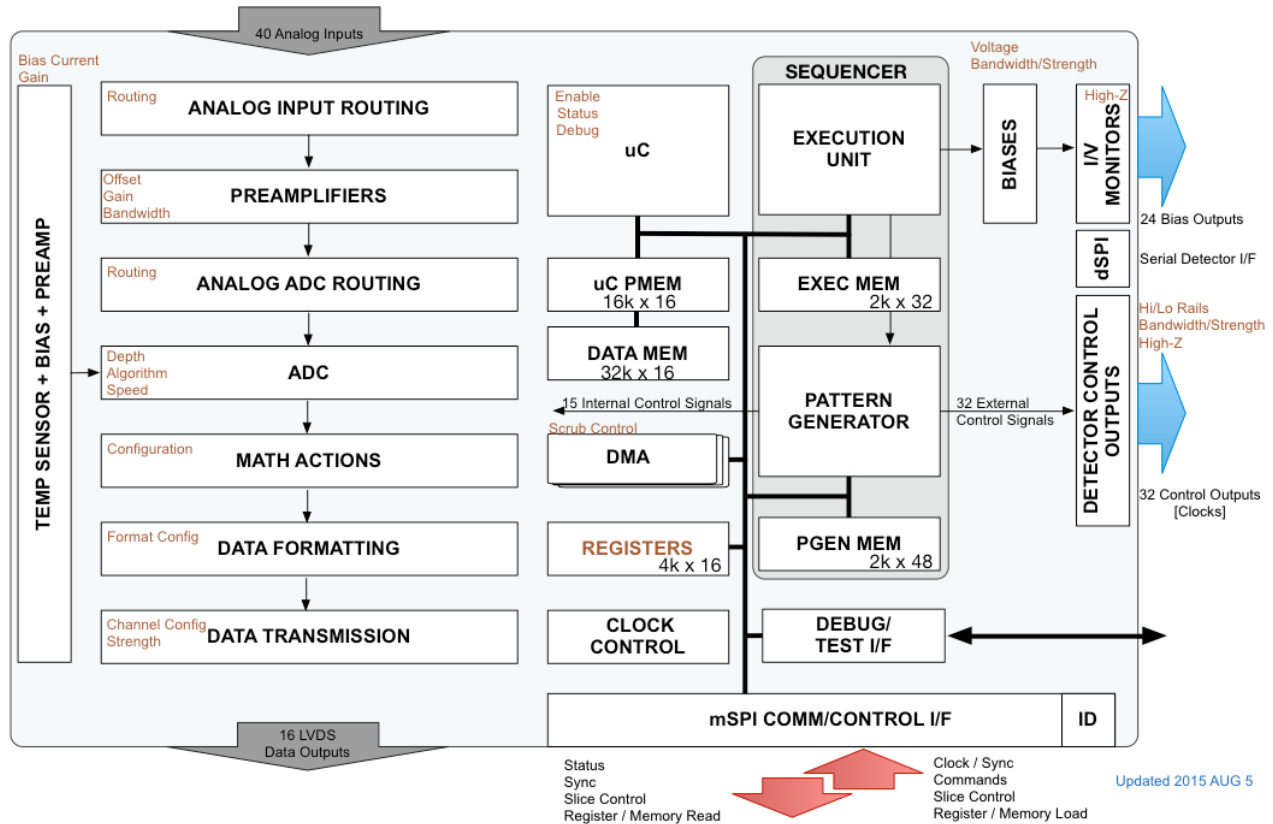 40 Analog Inputs
Bias Current
Gain
TEMP SENSOR + BIAS + PREAMP
Routing
ANALOG INPUT ROUTING
Offset
Gain
Bandwidth
PREAMPLIFIERS
Routing
ANALOG ADC ROUTING
Depth
Algorithm
Speed
ADC
Configuration
MATH ACTIONS
Format Config
DATA FORMATTING
Channel Config
Strength
DATA TRANSMISSION
16 LVDS
Data Outputs
Enable
Status
Debug
uC
uC PMEM
16k x 16
DATA MEM
32k x 16
15 Internal Control Signals
Scrub Control
DMA
REGISTERS
4k x 16
CLOCK
CONTROL
SEQUENCER
EXECUTION
UNIT
EXEC MEM
2k x 32
PATTERN
GENERATOR
PGEN MEM
2k x 48
DEBUG/
TEST I/F
32 External
Control Signals
Voltage
Bandwidth/Strength
BIASES
High-Z
I/V
MONITORS
24 Bias Outputs
dSPI
Serial Detector I/F
Hi/Lo Rails
Bandwidth/Strength
High-Z
DETECTOR CONTROL
OUTPUTS
32 Control Outputs
[Clocks]
mSPI COMM/CONTROL I/F
ID
Status
Sync
Slice Control
Register / Memory Read
Clock / Sync
Commands
Slice Control
Register / Memory Load
Updated 2015 AUG 5